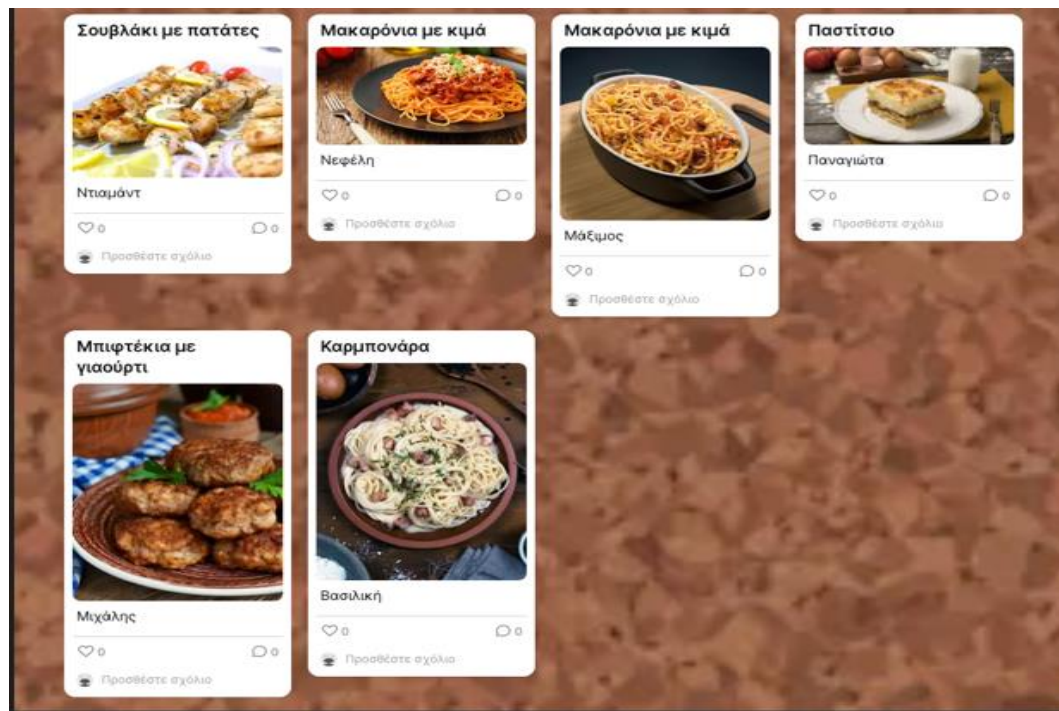 Σουβλάκι με πατάτες
Ντιαμάντ
0
0
Προσθέστε σχόλιο
Μακαρόνια με κιμά
Νεφέλη
0
0
Προσθέστε σχόλιο
Μακαρόνια με κιμά
Μάξιμος
0
0
Προσθέστε σχόλιο
Παστίτσιο
Παναγιώτα
0
0
Προσθέστε σχόλιο
Μπιφτέκια με
γιαούρτι
Μιχάλης
0
0
Προσθέστε σχόλιο
Καρμπονάρα
Βασιλική
0
0
Προσθέστε σχόλιο